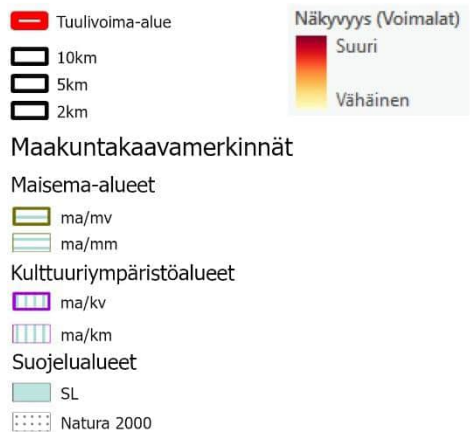 Tuulivoima-alue
10km
5km
2km
Näkyvyys (Voimalat)
Suuri
Vähäinen
Maakuntakaavamerkinnät
Maisema-alueet
ma/mv
ma/mm
Kulttuuriympäristöalueet
ma/kv
ma/km
Suojelualueet
SL
Natura 2000